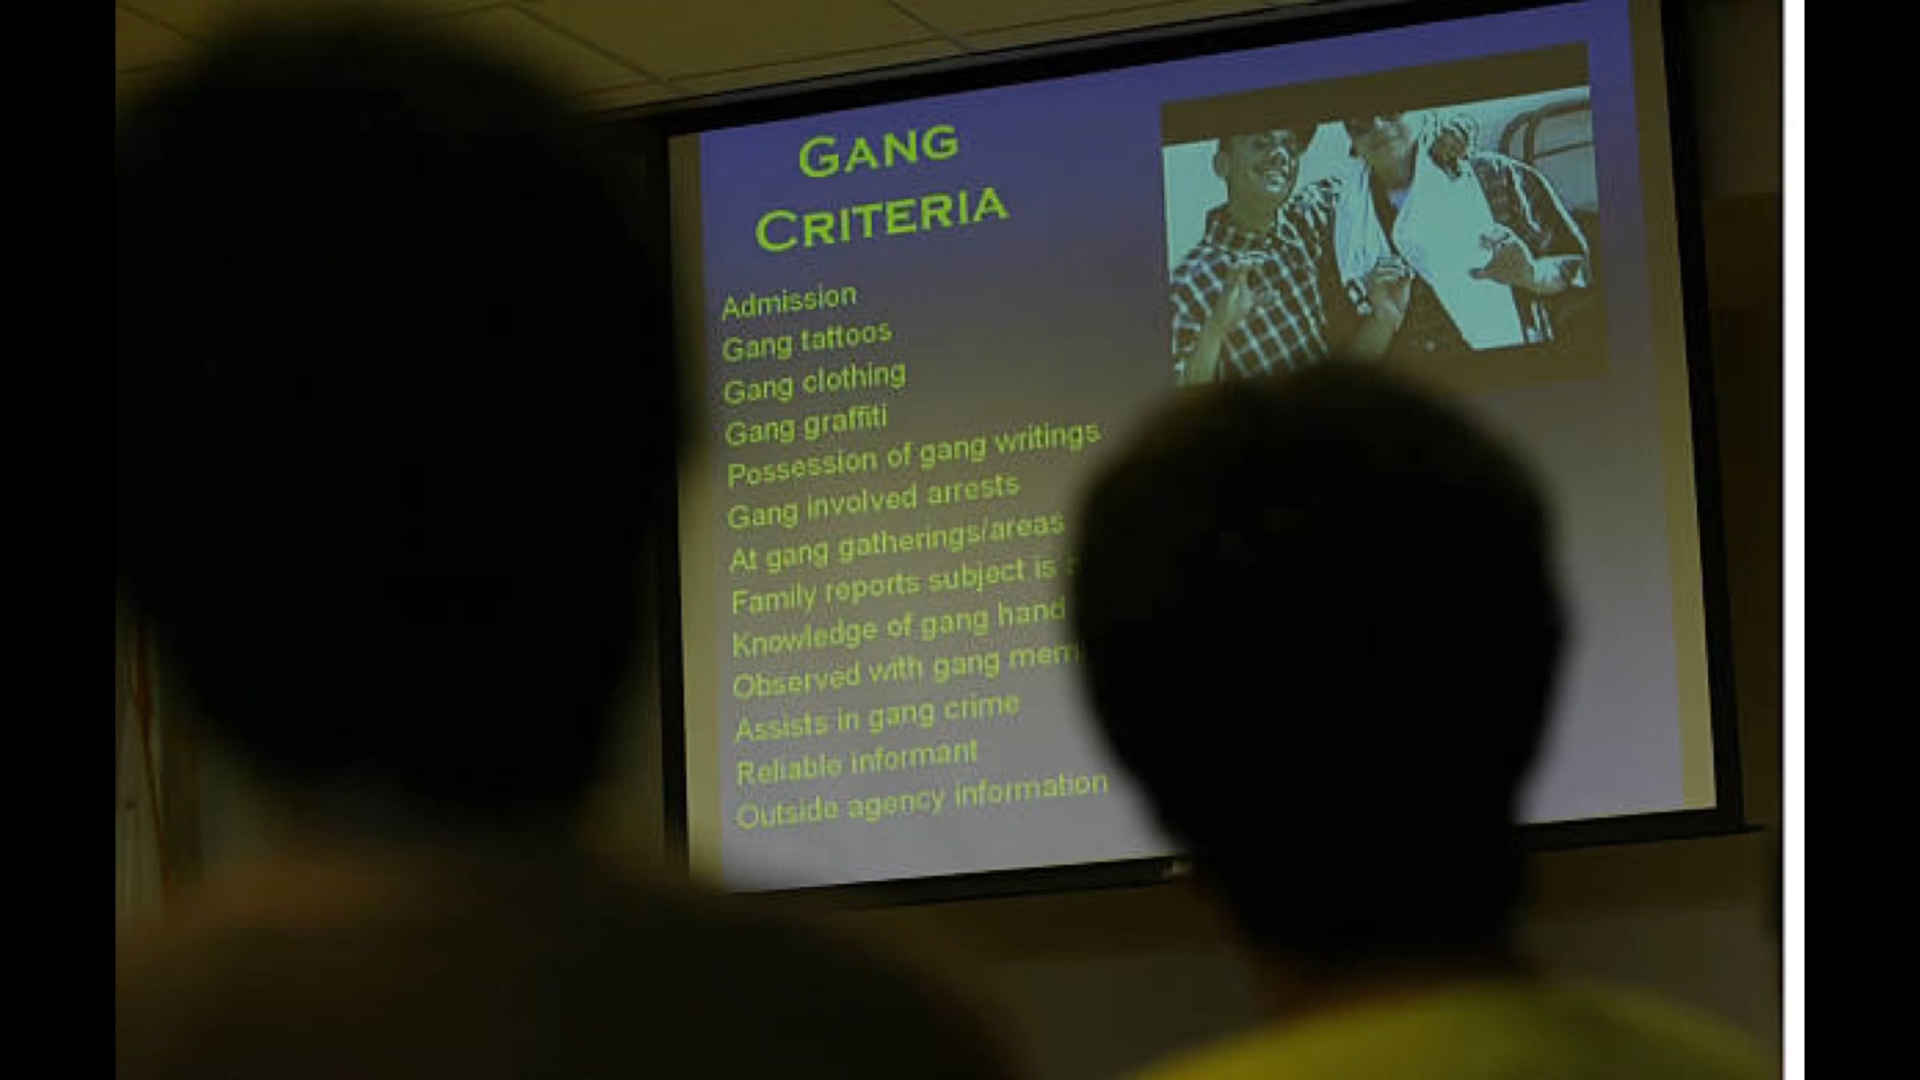 GANG
CRITERIA
Admission
Gang tattoos
Gang clothing
Gang graffiti
Possession of gang writings
Gang involved arrests
At gang gatherings/areas
Family reports subject is
Knowledge of gang hand
Observed with gang
Assists in gang crime
Reliable informant
Outside agency information